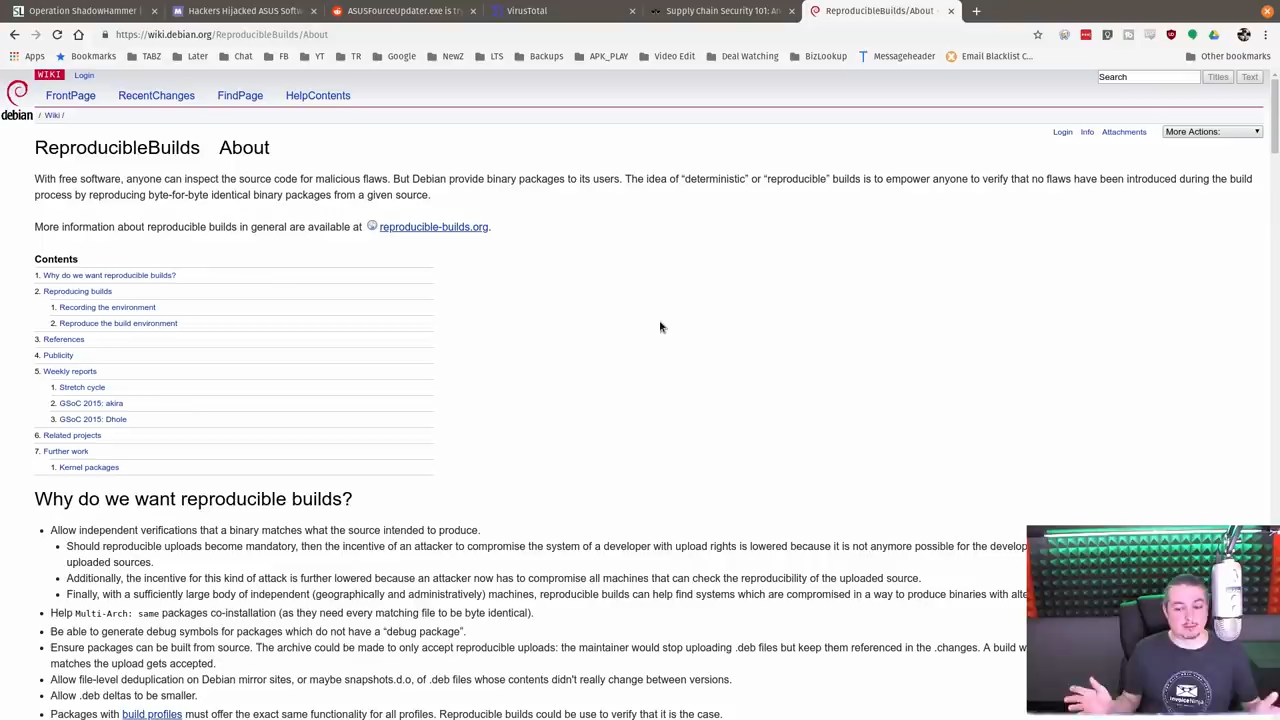 Operation ShadowHammer
Hackers Hijacked ASUS Softw
ASUSForceUpdater.exe is tr
VirusTotal
Supply Chain Security 101: An
ReproducibleBuilds/About -
https://wiki.debian.org/ReproducibleBuilds/About
Apps Bookmarks TABZ Later Chat FB YT TR Google NewZ LTS Backups APK_PLAY Video Edit Deal Watching BizLookup Messageheader Email Blacklist C... Other bookmarks
WIKI Login
Search Titles Text
FrontPage RecentChanges FindPage HelpContents
debian / Wiki /
Login Info Attachments More Actions:
ReproducibleBuilds About
With free software, anyone can inspect the source code for malicious flaws. But Debian provide binary packages to its users. The idea of “deterministic” or “reproducible” builds is to empower anyone to verify that no flaws have been introduced during the build
process by reproducing byte-for-byte identical binary packages from a given source.
More information about reproducible builds in general are available at reproducible-builds.org.
Contents
1. Why do we want reproducible builds?
2. Reproducing builds
1. Recording the environment
2. Reproduce the build environment
3. References
4. Publicity
5. Weekly reports
1. Stretch cycle
2. GSoC 2015: akira
3. GSoC 2015: Dhole
6. Related projects
7. Further work
1. Kernel packages
Why do we want reproducible builds?
Allow independent verifications that a binary matches what the source intended to produce.
Should reproducible uploads become mandatory, then the incentive of an attacker to compromise the system of a developer with upload rights is lowered because it is not anymore possible for the develop
uploaded sources.
Additionally, the incentive for this kind of attack is further lowered because an attacker now has to compromise all machines that can check the reproducibility of the uploaded source.
Finally, with a sufficiently large body of independent (geographically and administratively) machines, reproducible builds can help find systems which are compromised in a way to produce binaries with alte
Help Multi-Arch: same packages co-installation (as they need every matching file to be byte identical).
Be able to generate debug symbols for packages which do not have a “debug package”.
Ensure packages can be built from source. The archive could be made to only accept reproducible uploads: the maintainer would stop uploading .deb files but keep them referenced in the .changes. A build w
matches the upload gets accepted.
Allow file-level deduplication on Debian mirror sites, or maybe snapshots.d.o, of .deb files whose contents didn't really change between versions.
Allow .deb deltas to be smaller.
Packages with build profiles must offer the exact same functionality for all profiles. Reproducible builds could be use to verify that it is the case.
InvoiceNinja